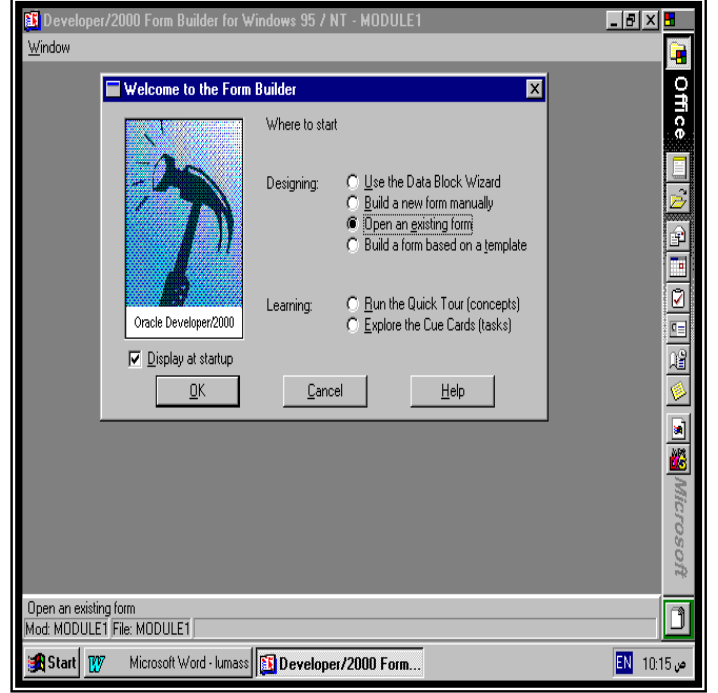 Developer/2000 Form Builder for Windows 95 / NT - MODULE1
Window
Office
Welcome to the Form Builder
Where to start
Designing:
Use the Data Block Wizard
Build a new form manually
Open an existing form
Build a form based on a template
Learning:
Run the Quick Tour (concepts)
Explore the Cue Cards (tasks)
Oracle Developer/2000
Display at startup
OK Cancel Help
Microsoft
Open an existing form
Mod: MODULE1 File: MODULE1
Start Microsoft Word - lumass Developer/2000 Form... EN 10:15 ص